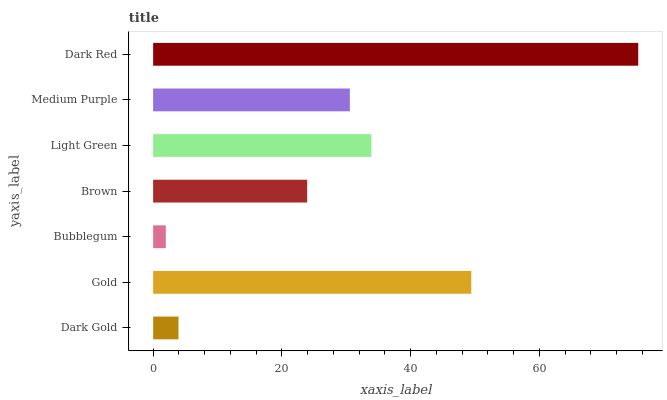 title
Dark Red
Medium Purple
Light Green
Brown
Bubblegum
Gold
Dark Gold
yaxis_label
0 20 40 60
xaxis_label